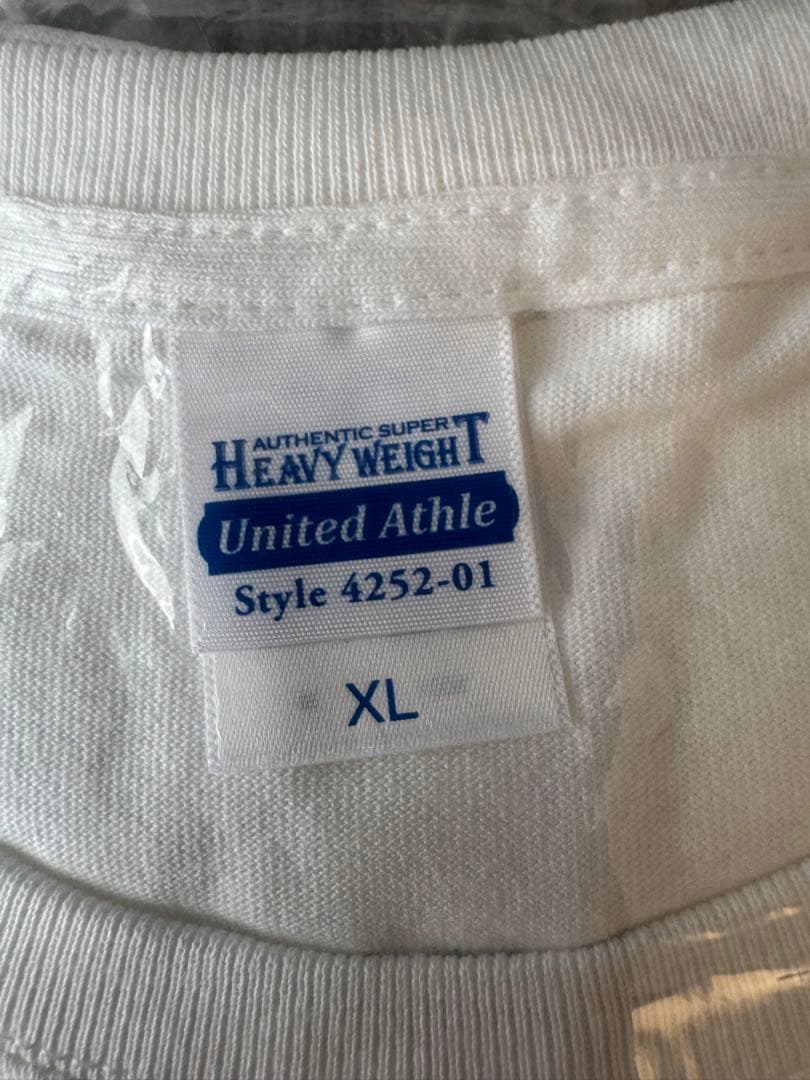 AUTHENTIC SUPER
HEAVY WEIGHT
United Athle
Style 4252-01
XL